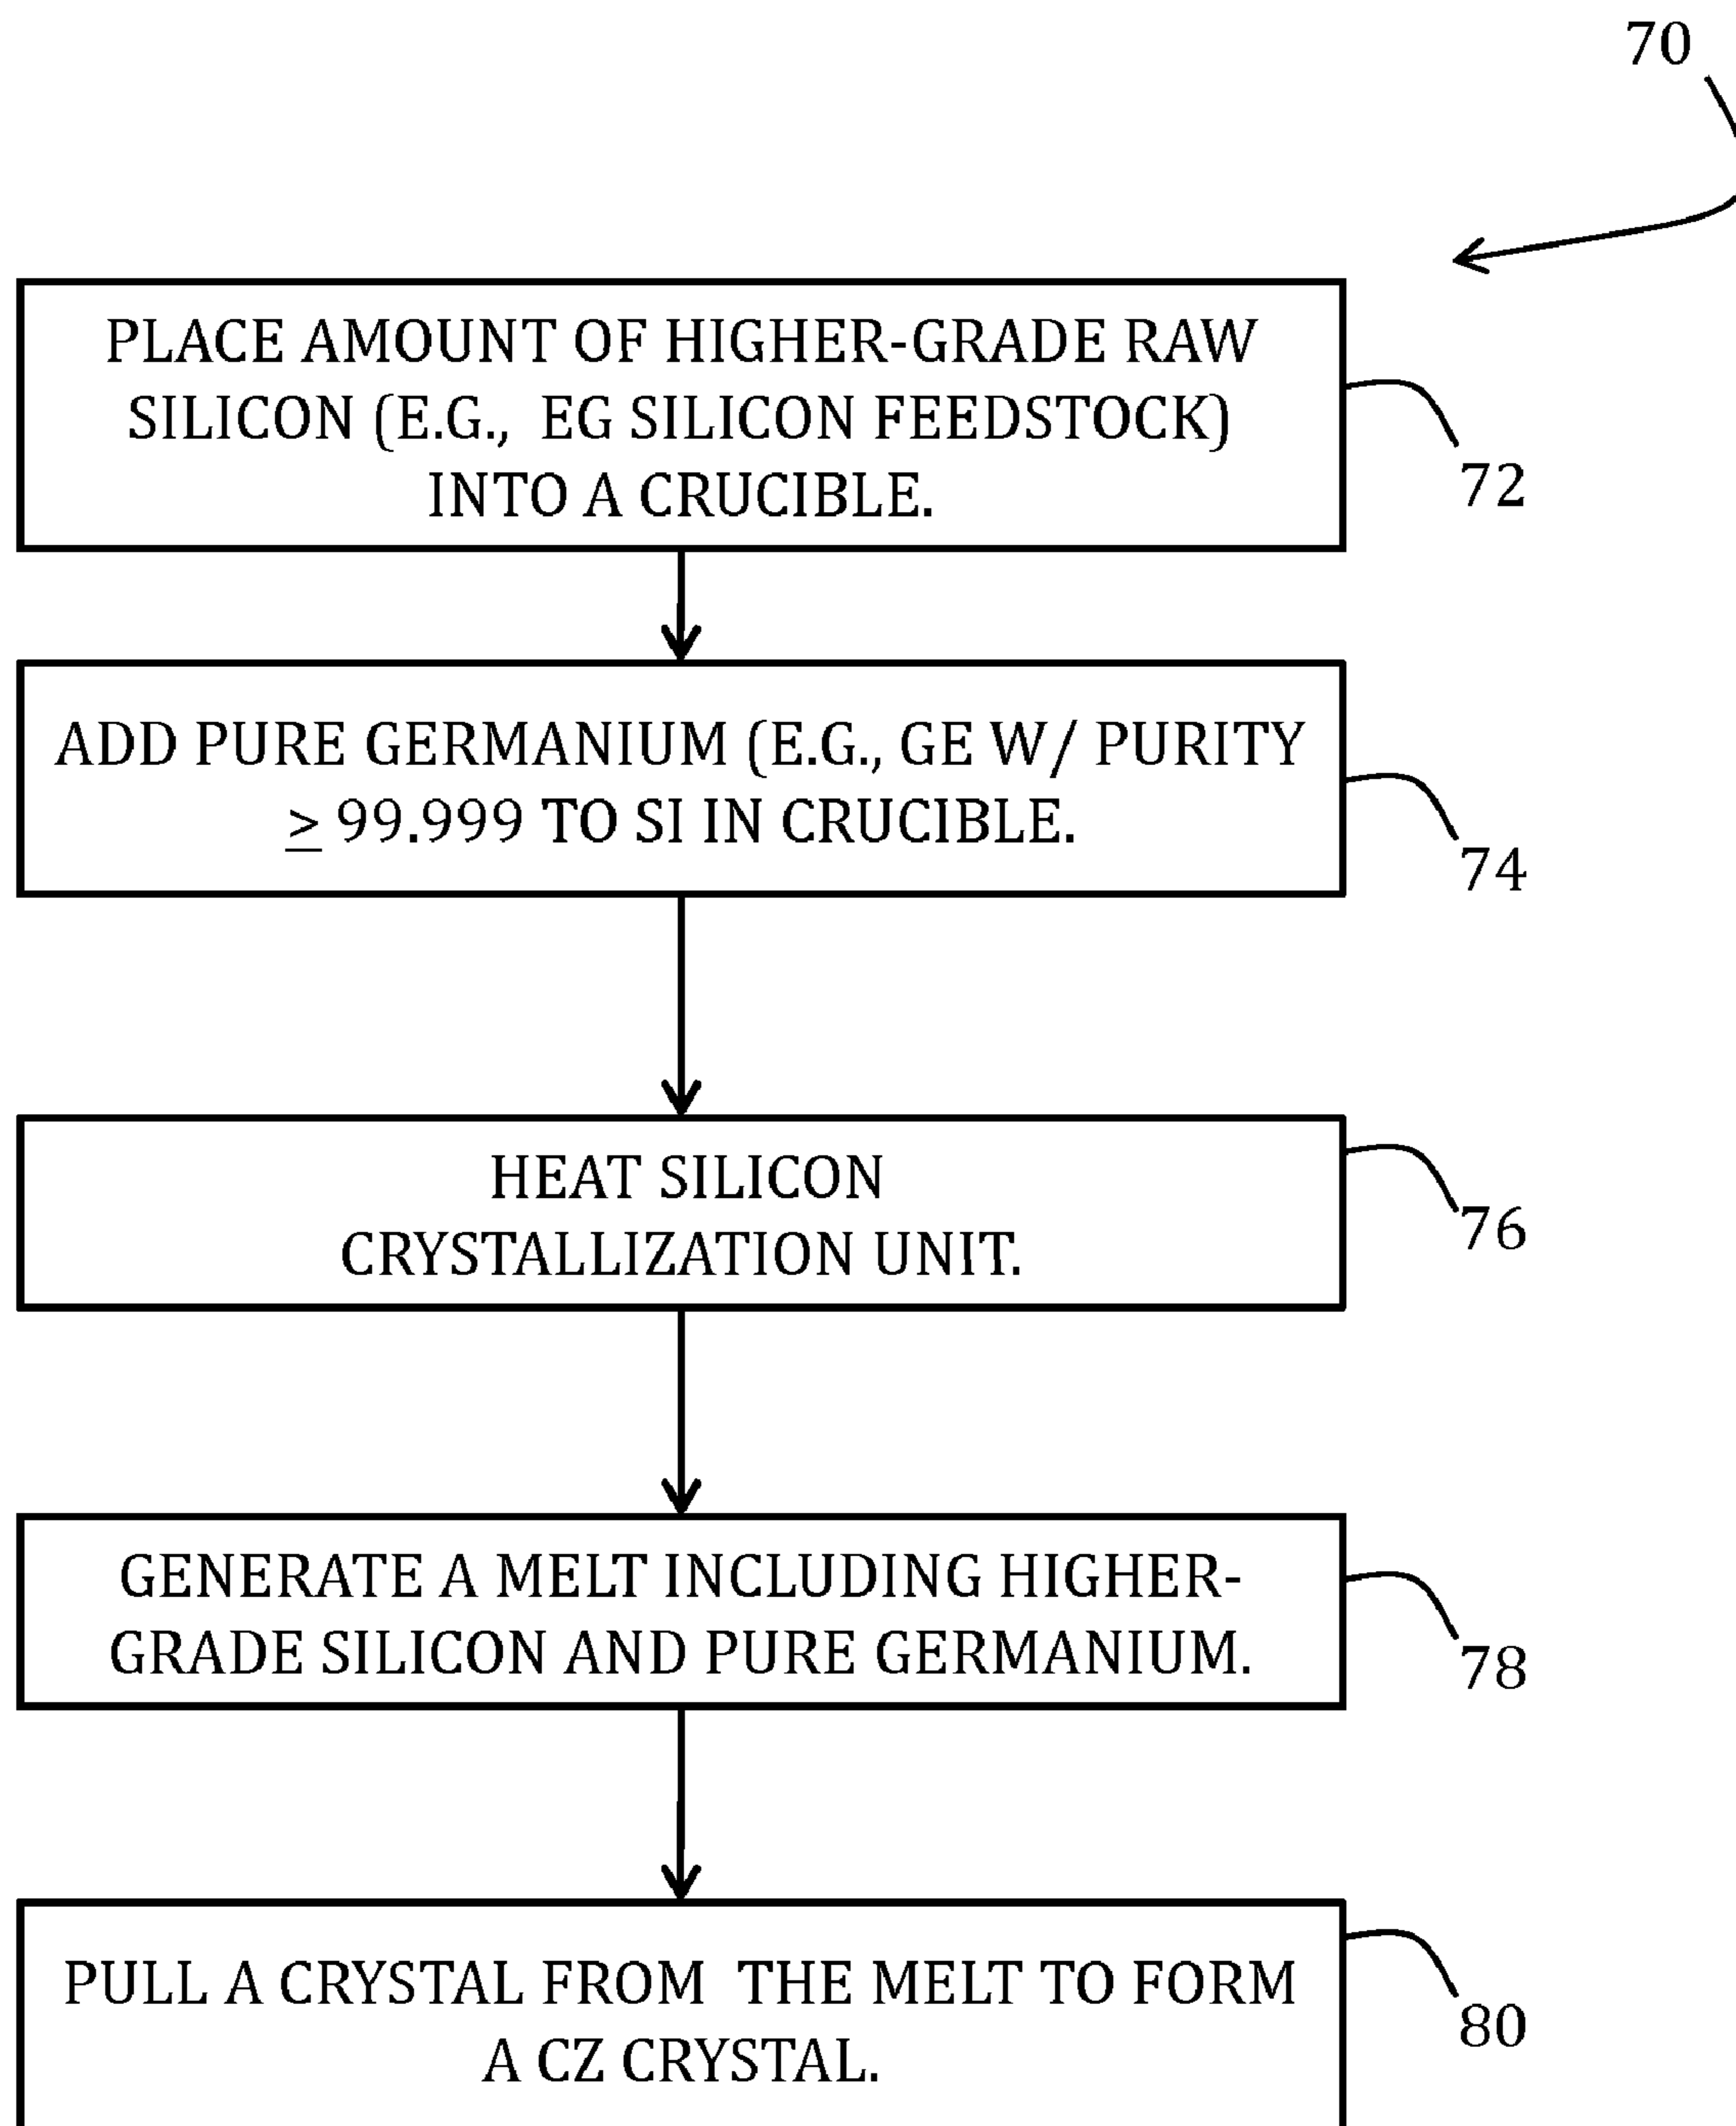 70
PLACE AMOUNT OF HIGHER-GRADE RAW
SILICON (E.G., EG SILICON FEEDSTOCK)
INTO A CRUCIBLE.
72
ADD PURE GERMANIUM (E.G., GE W/ PURITY
≥ 99.999 TO SI IN CRUCIBLE.
74
HEAT SILICON
CRYSTALLIZATION UNIT.
76
GENERATE A MELT INCLUDING HIGHER-
GRADE SILICON AND PURE GERMANIUM.
78
PULL A CRYSTAL FROM THE MELT TO FORM
A CZ CRYSTAL.
80